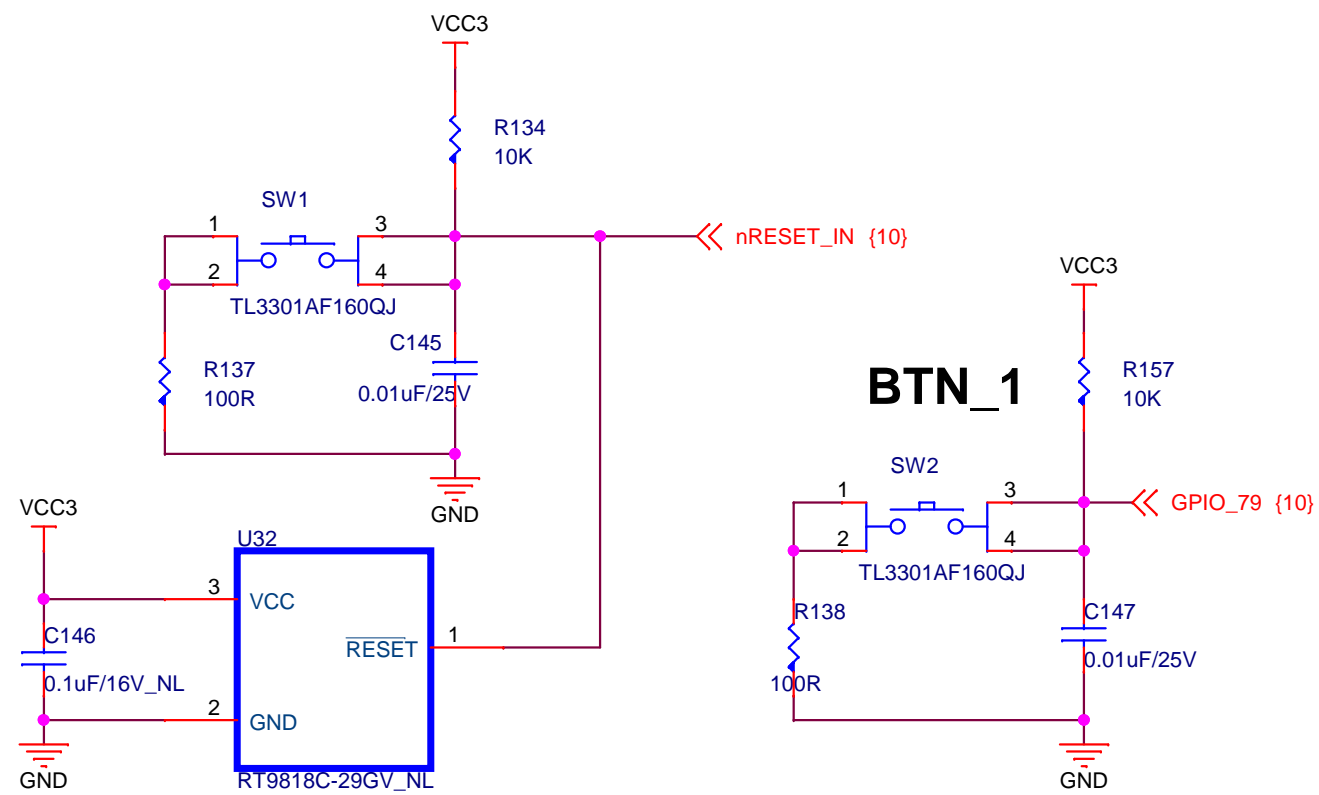 VCC3
R134
10K
SW1
1
3
nRESET_IN {10}
2
4
TL3301AF160QJ
C145
0.01uF/25V
R137
100R
GND
VCC3
U32
3
VCC
C146
0.1uF/16V_NL
RESET
1
2
GND
GND
RT9818C-29GV_NL
VCC3
R157
10K
BTN_1
SW2
1
3
GPIO_79 {10}
2
4
TL3301AF160QJ
R138
100R
C147
0.01uF/25V
GND